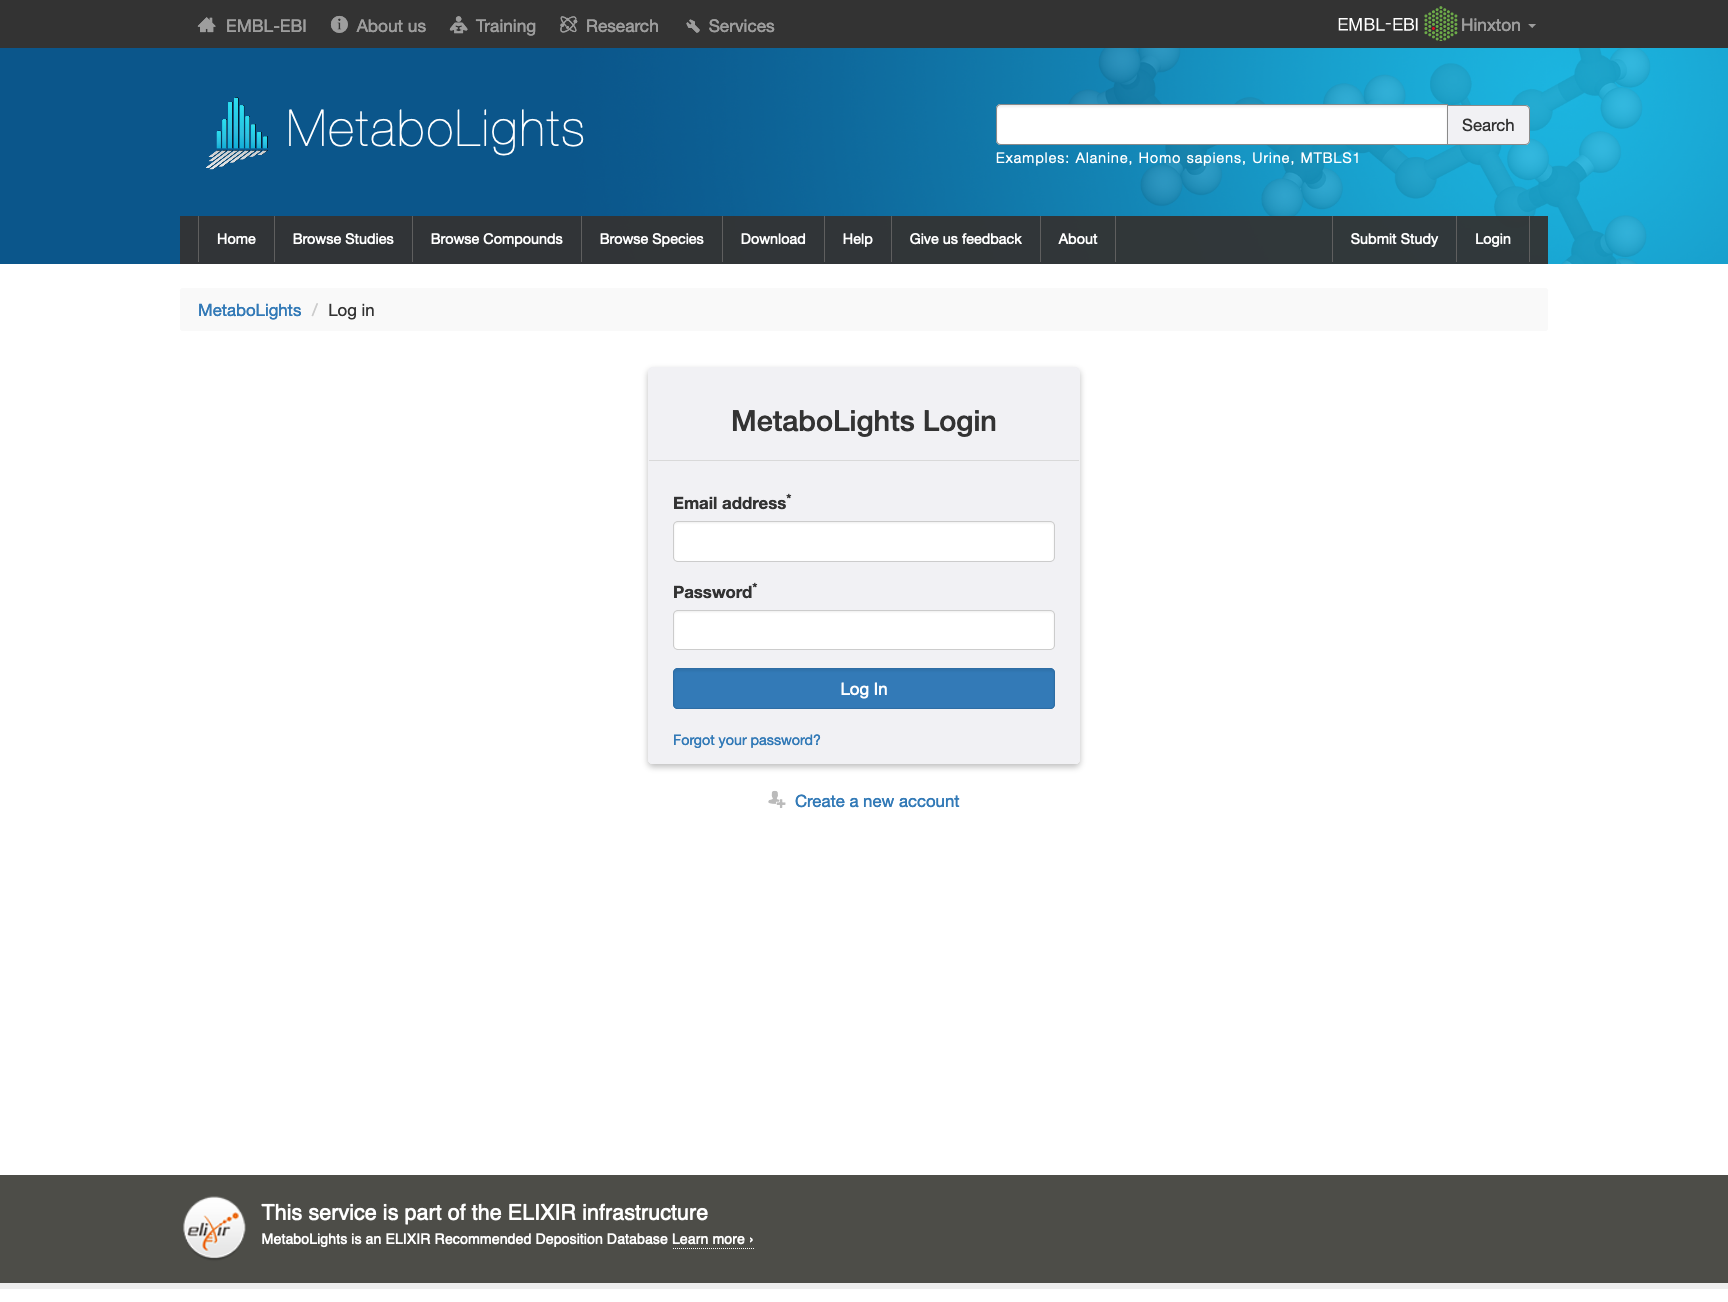 EMBL-EBI About us Training Research Services EMBL-EBI Hinxton
MetaboLights
Search
Examples: Alanine, Homo sapiens, Urine, MTBLS1
Home Browse Studies Browse Compounds Browse Species Download Help Give us feedback About Submit Study Login
MetaboLights / Log in
MetaboLights Login
Email address*
Password*
Log In
Forgot your password?
Create a new account
elixir
This service is part of the ELIXIR infrastructure
MetaboLights is an ELIXIR Recommended Deposition Database Learn more ›